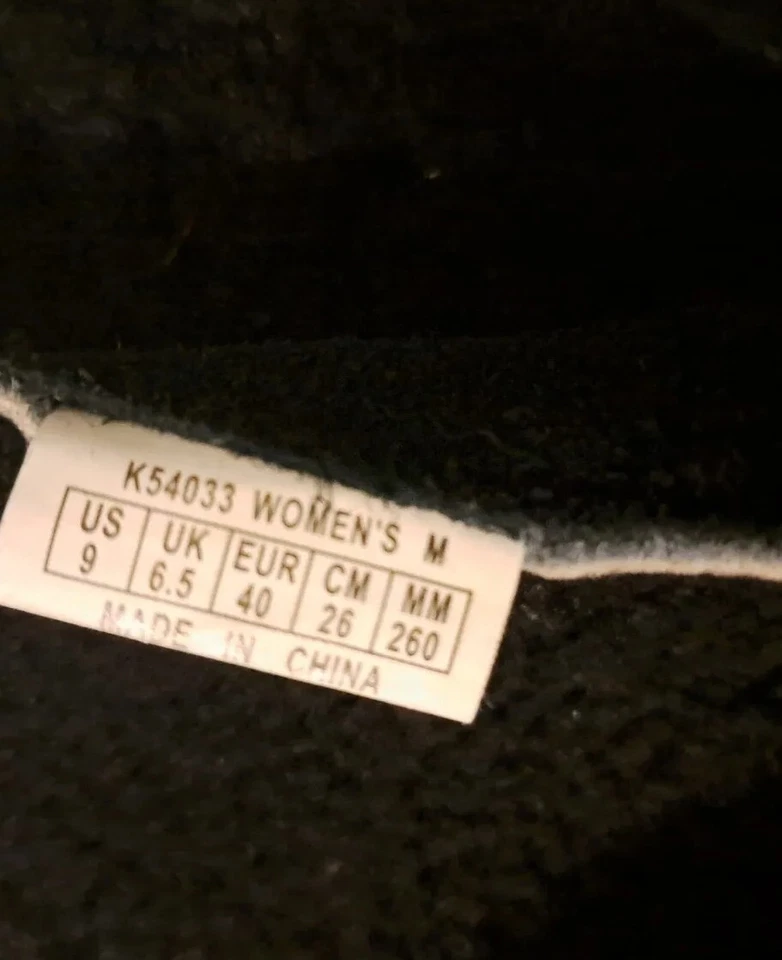 K54033 WOMEN'S M
US UK EUR CM MM
9 6.5 40 26 260
MADE IN CHINA